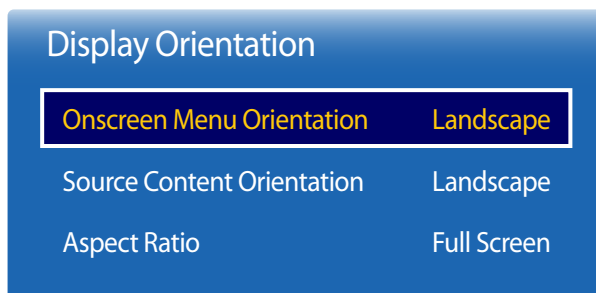 Display Orientation
Onscreen Menu Orientation Landscape
Source Content Orientation Landscape
Aspect Ratio Full Screen